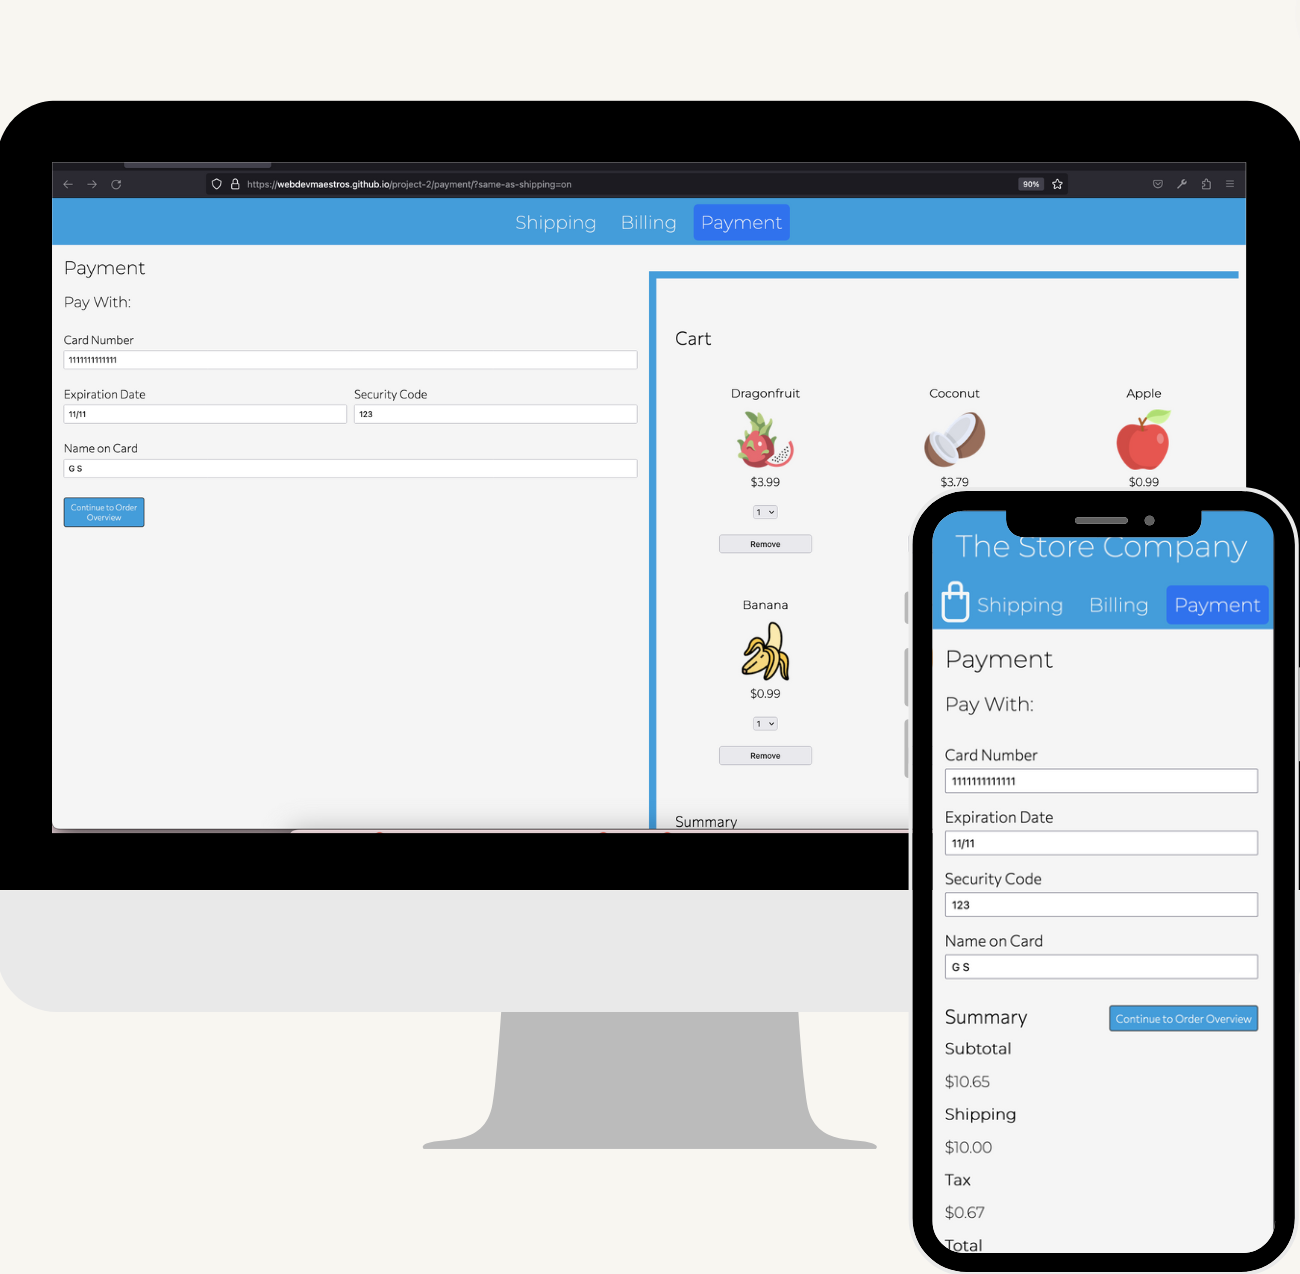 https://webdevmaestros.github.io/project-2/payment/?same-as-shipping=on
90%
Shipping Billing Payment
Payment
Pay With:
Card Number
1111111111111
Expiration Date Security Code
11/11 123
Name on Card
G S
Continue to Order
Overview
Cart
Dragonfruit Coconut Apple
$3.99 $3.79 $0.99
1
Remove
Banana
$0.99
1
Remove
Summary
The Store Company
Shipping Billing Payment
Payment
Pay With:
Card Number
1111111111111
Expiration Date
11/11
Security Code
123
Name on Card
G S
Summary Continue to Order Overview
Subtotal
$10.65
Shipping
$10.00
Tax
$0.67
Total